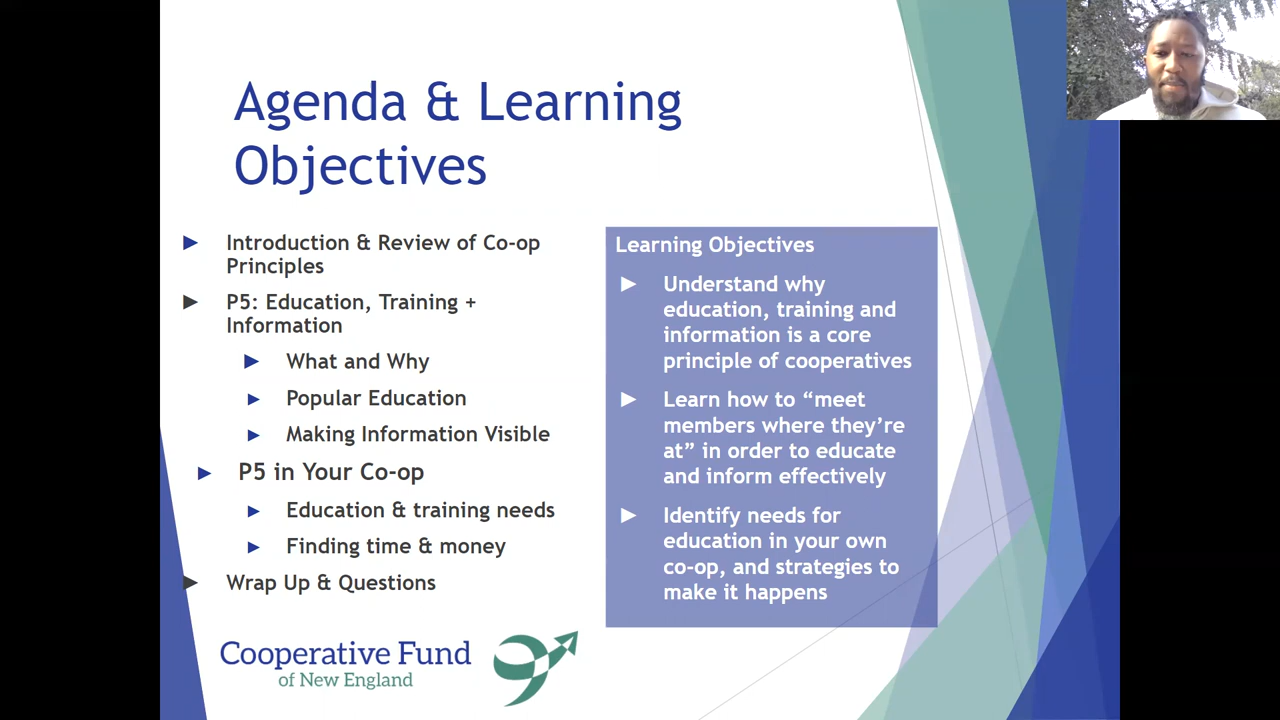 Agenda & Learning
Objectives
Introduction & Review of Co-op
Principles
P5: Education, Training +
Information
What and Why
Popular Education
Making Information Visible
P5 in Your Co-op
Education & training needs
Finding time & money
Wrap Up & Questions
Learning Objectives
Understand why
education, training and
information is a core
principle of cooperatives
Learn how to “meet
members where they’re
at” in order to educate
and inform effectively
Identify needs for
education in your own
co-op, and strategies to
make it happens
Cooperative Fund
of New England